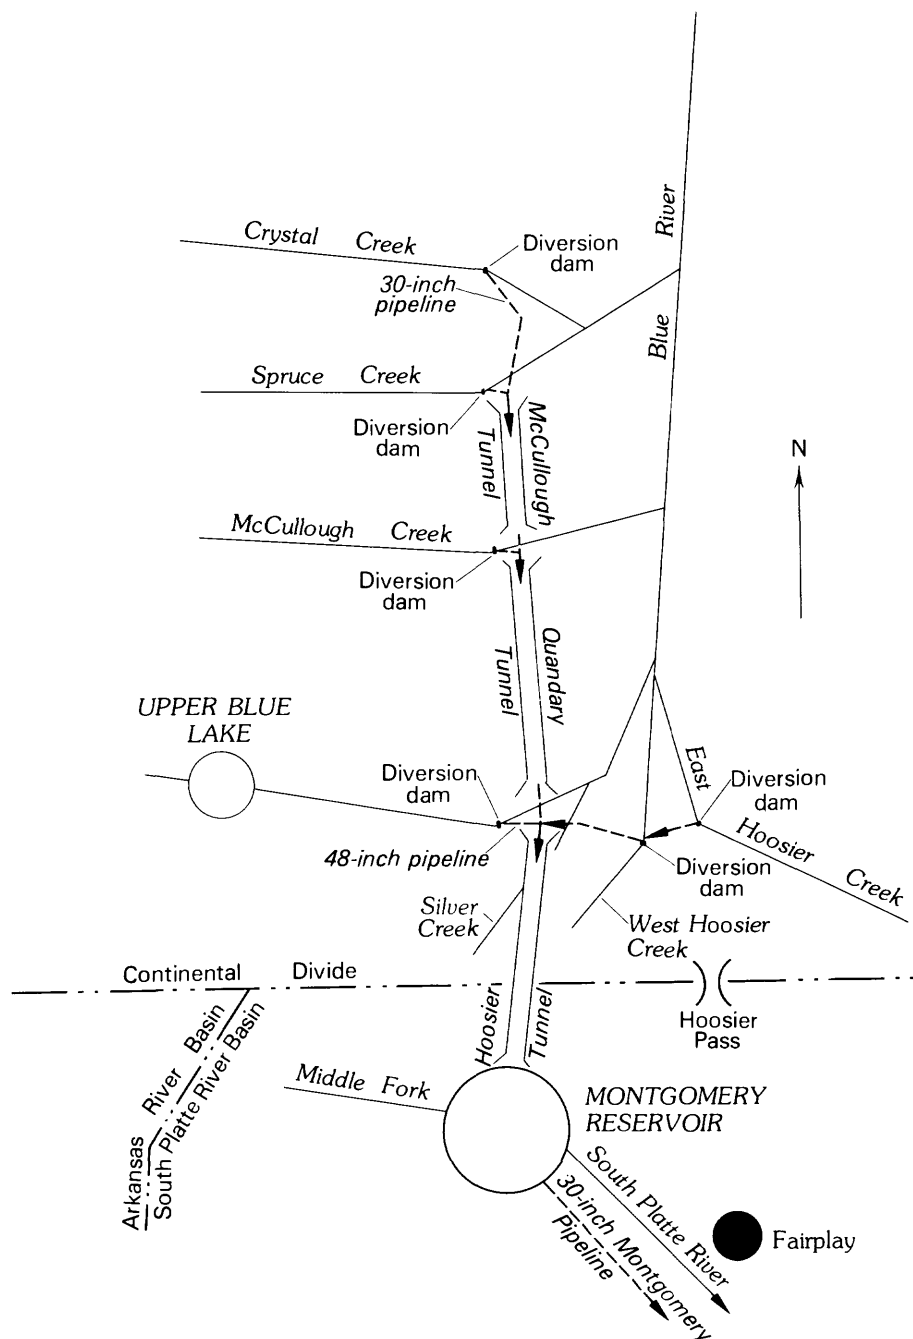 River
Blue
Crystal Creek
Diversion
dam
30-inch
pipeline
Spruce Creek
Diversion
dam
McCullough
Tunnel
N
McCullough Creek
Diversion
dam
Quandary
Tunnel
UPPER BLUE
LAKE
Diversion
dam
East
Diversion
dam
Hoosier
Creek
48-inch pipeline
Diversion
dam
Silver
Creek
West Hoosier
Creek
Continental Divide
Hoosier
Pass
Arkansas River Basin
South Platte River Basin
Hoosier
Tunnel
Middle Fork
MONTGOMERY
RESERVOIR
South Platte River
30-inch Montgomery
Pipeline
Fairplay